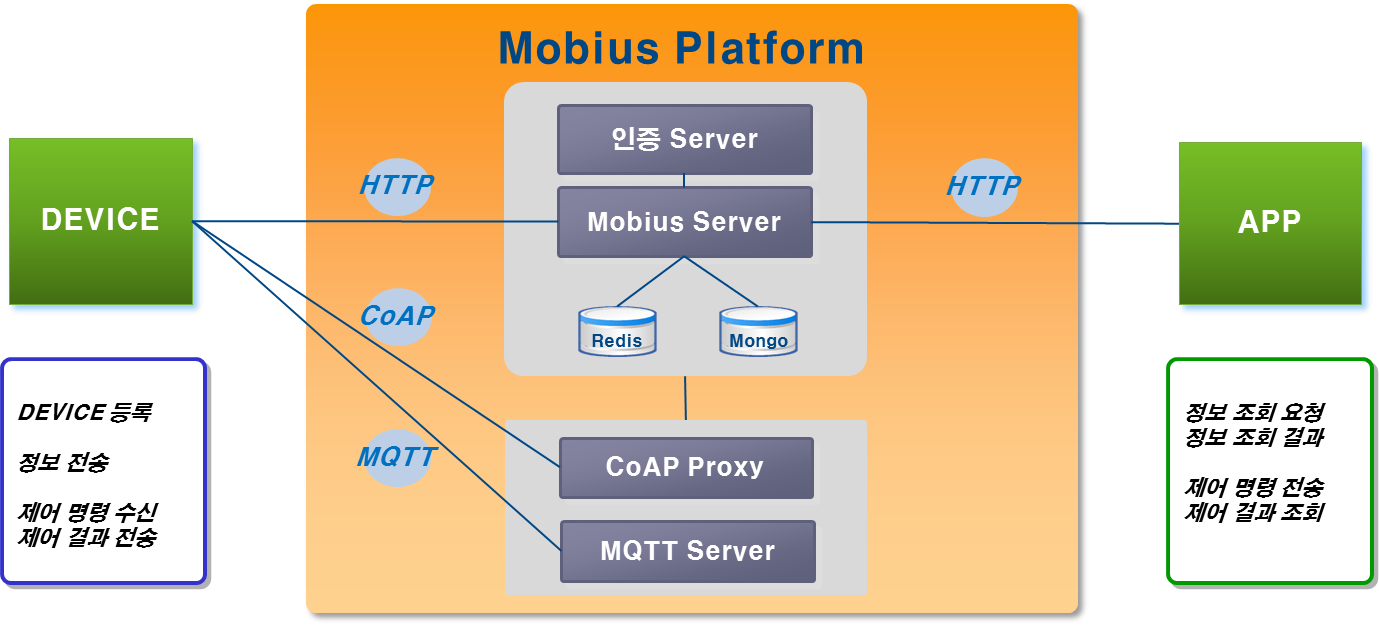 Mobius Platform
인증 Server
HTTP
HTTP
DEVICE
Mobius Server
APP
CoAP
Redis
Mongo
DEVICE 등록
정보 전송
제어 명령 수신
제어 결과 전송
MQTT
CoAP Proxy
MQTT Server
정보 조회 요청
정보 조회 결과
제어 명령 전송
제어 결과 조회